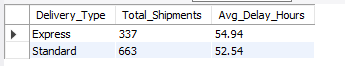 Delivery_Type Total_Shipments Avg_Delay_Hours
Express 337 54.94
Standard 663 52.54